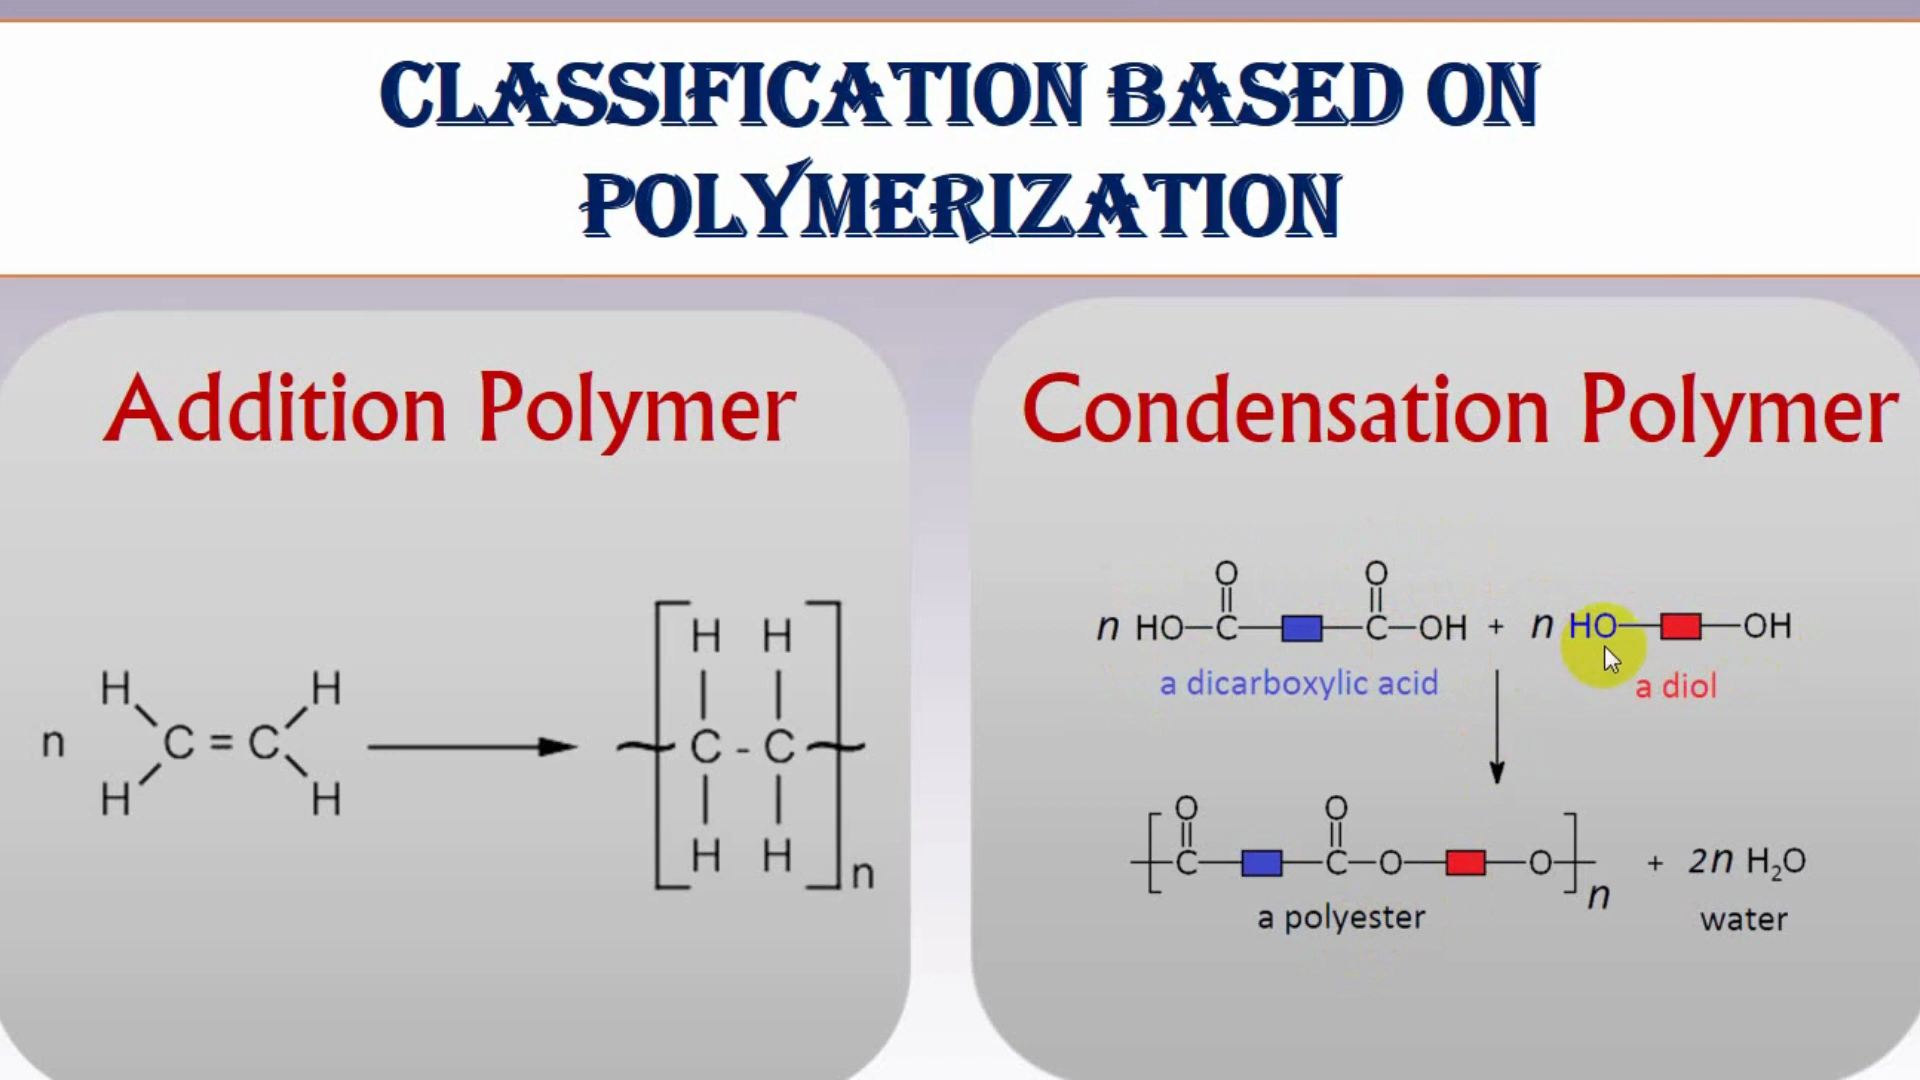 CLASSIFICATION BASED ON
POLYMERIZATION
Addition Polymer
H H
H H
n C = C
H H
~ C - C ~
H H
n
Condensation Polymer
O O
n HO–C C–OH + n HO OH
a dicarboxylic acid a diol
O O
C C–O O
n
+ 2n H₂O
a polyester water